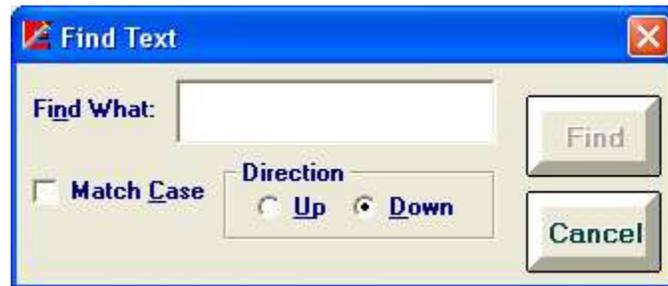 Find Text
Find What:
Find
Match Case
Direction
Up Down
Cancel